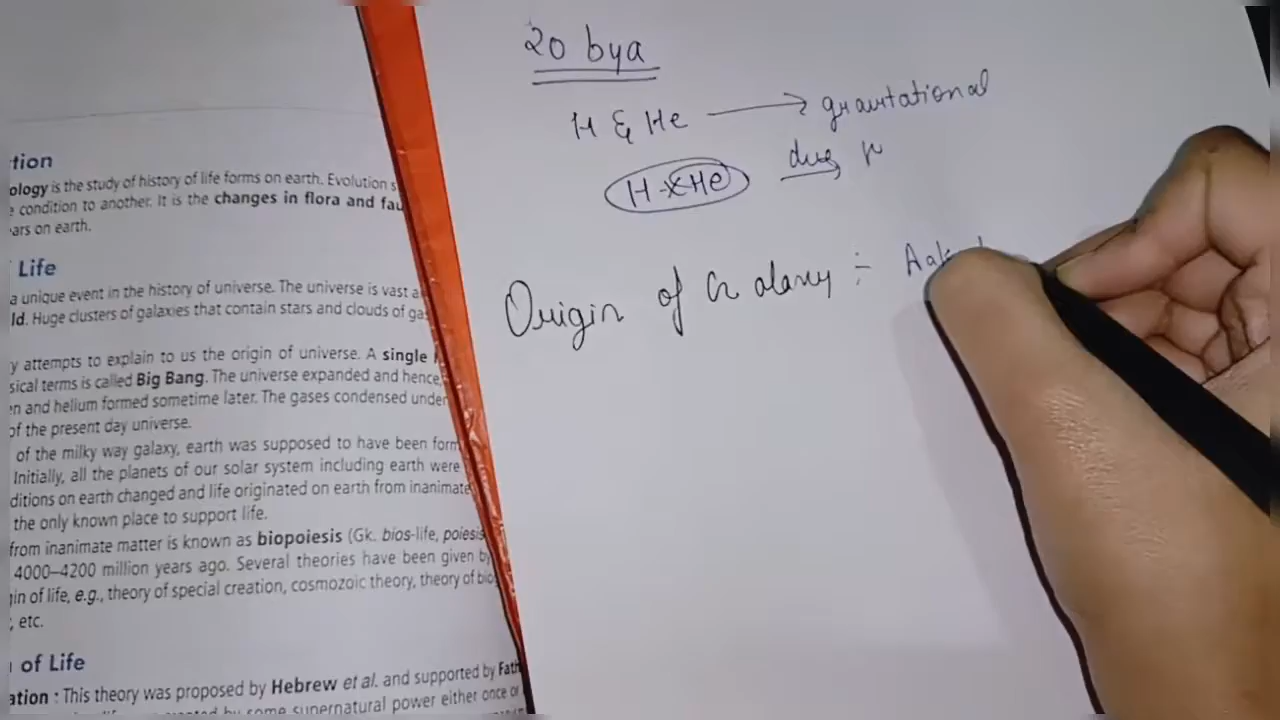 tion
ology is the study of history of life forms on earth. Evolution s
condition to another. It is the changes in flora and fau
ars on earth.
Life
a unique event in the history of universe. The universe is vast a
ld. Huge clusters of galaxies that contain stars and clouds of ga
y attempts to explain to us the origin of universe. A single
sical terms is called Big Bang. The universe expanded and hence,
en and helium formed sometime later. The gases condensed under
of the present day universe.
of the milky way galaxy, earth was supposed to have been form
Initially, all the planets of our solar system including earth were
ditions on earth changed and life originated on earth from inanimate
the only known place to support life.
from inanimate matter is known as biopoiesis (Gk. bios-life, poiesis
4000–4200 million years ago. Several theories have been given by
gin of life, e.g., theory of special creation, cosmozoic theory, theory of bio
, etc.
of Life
ation : This theory was proposed by Hebrew et al. and supported by Fath
by some supernatural power either once or
20 bya
H & He → gravitational
H He →
Origin of Galaxy :-